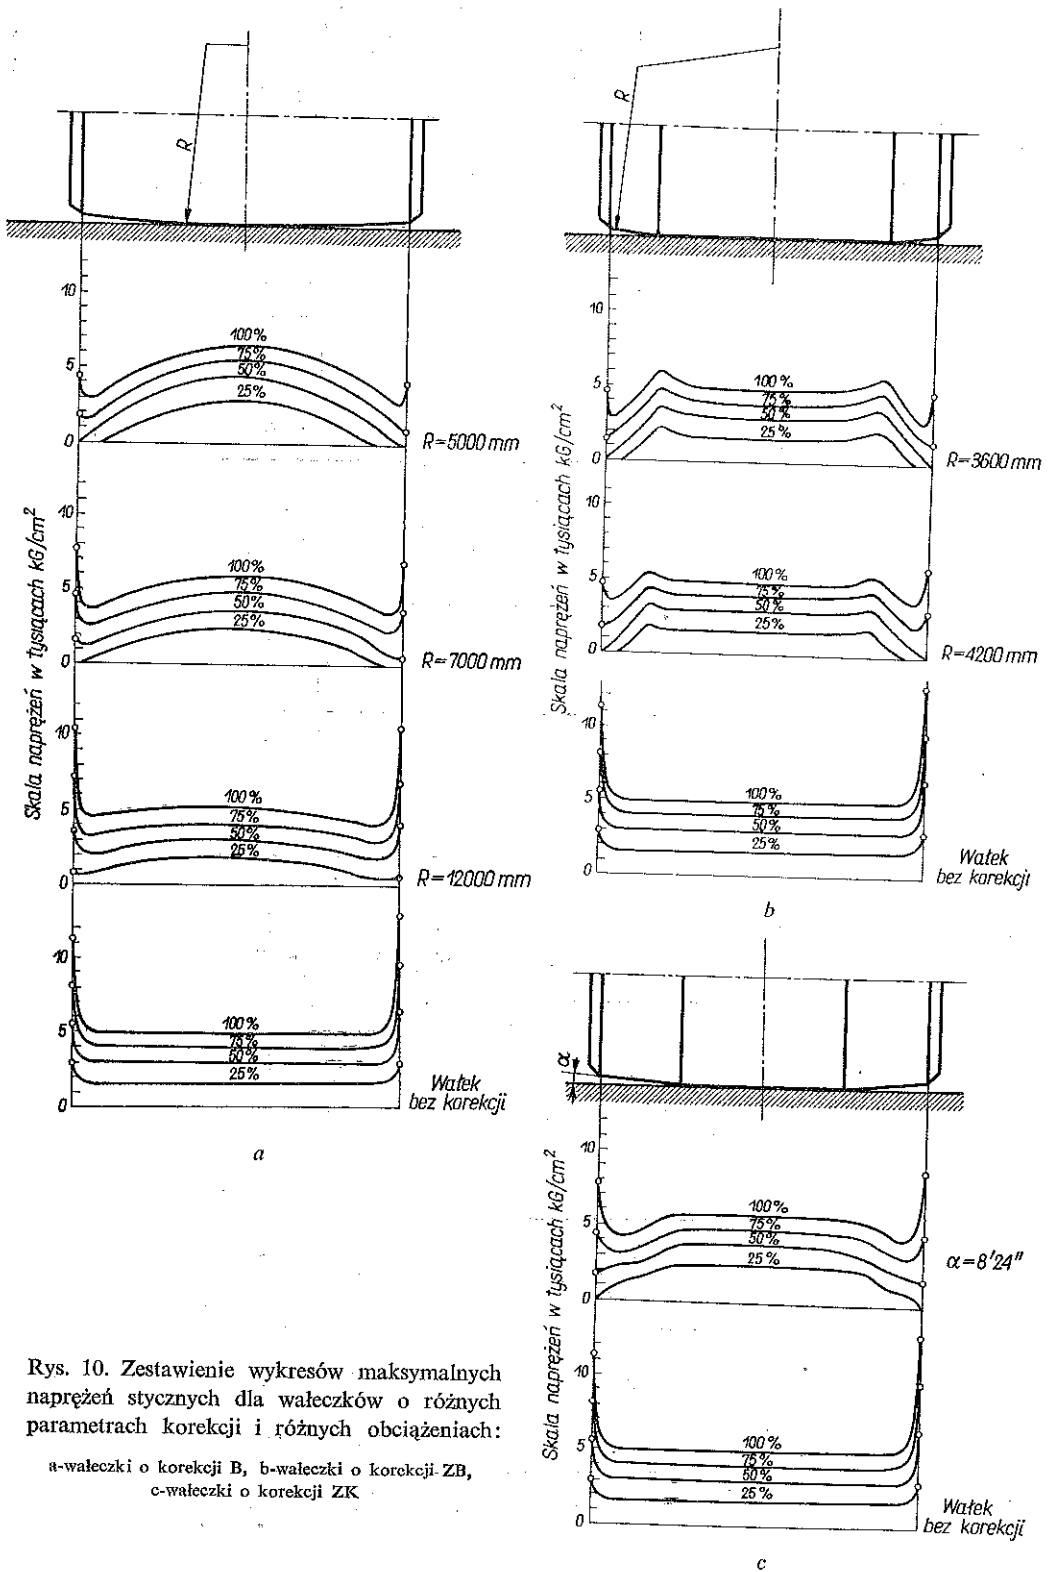 R
10
100%
75%
5
50%
25%
0
R=5000mm
10
100%
75%
5
50%
25%
0
R=7000mm
10
100%
5
75%
50%
25%
0
R=12000mm
10
100%
5
75%
50%
25%
0
Wałek
bez korekcji
Skala naprężeń w tysiącach kG/cm²
a
R
10
5
100%
75%
50%
25%
0
R=3600mm
10
5
100%
75%
50%
25%
0
R=4200mm
10
5
100%
75%
50%
25%
0
Wałek
bez korekcji
Skala naprężeń w tysiącach kG/cm²
b
α
10
100%
5
75%
50%
25%
0
α=8'24"
10
5
100%
75%
50%
25%
0
Wałek
bez korekcji
Skala naprężeń w tysiącach kG/cm²
c
Rys. 10. Zestawienie wykresów maksymalnych
naprężeń stycznych dla wałeczków o różnych
parametrach korekcji i różnych obciążeniach:
a-wałeczki o korekcji B, b-wałeczki o korekcji ZB,
c-wałeczki o korekcji ZK